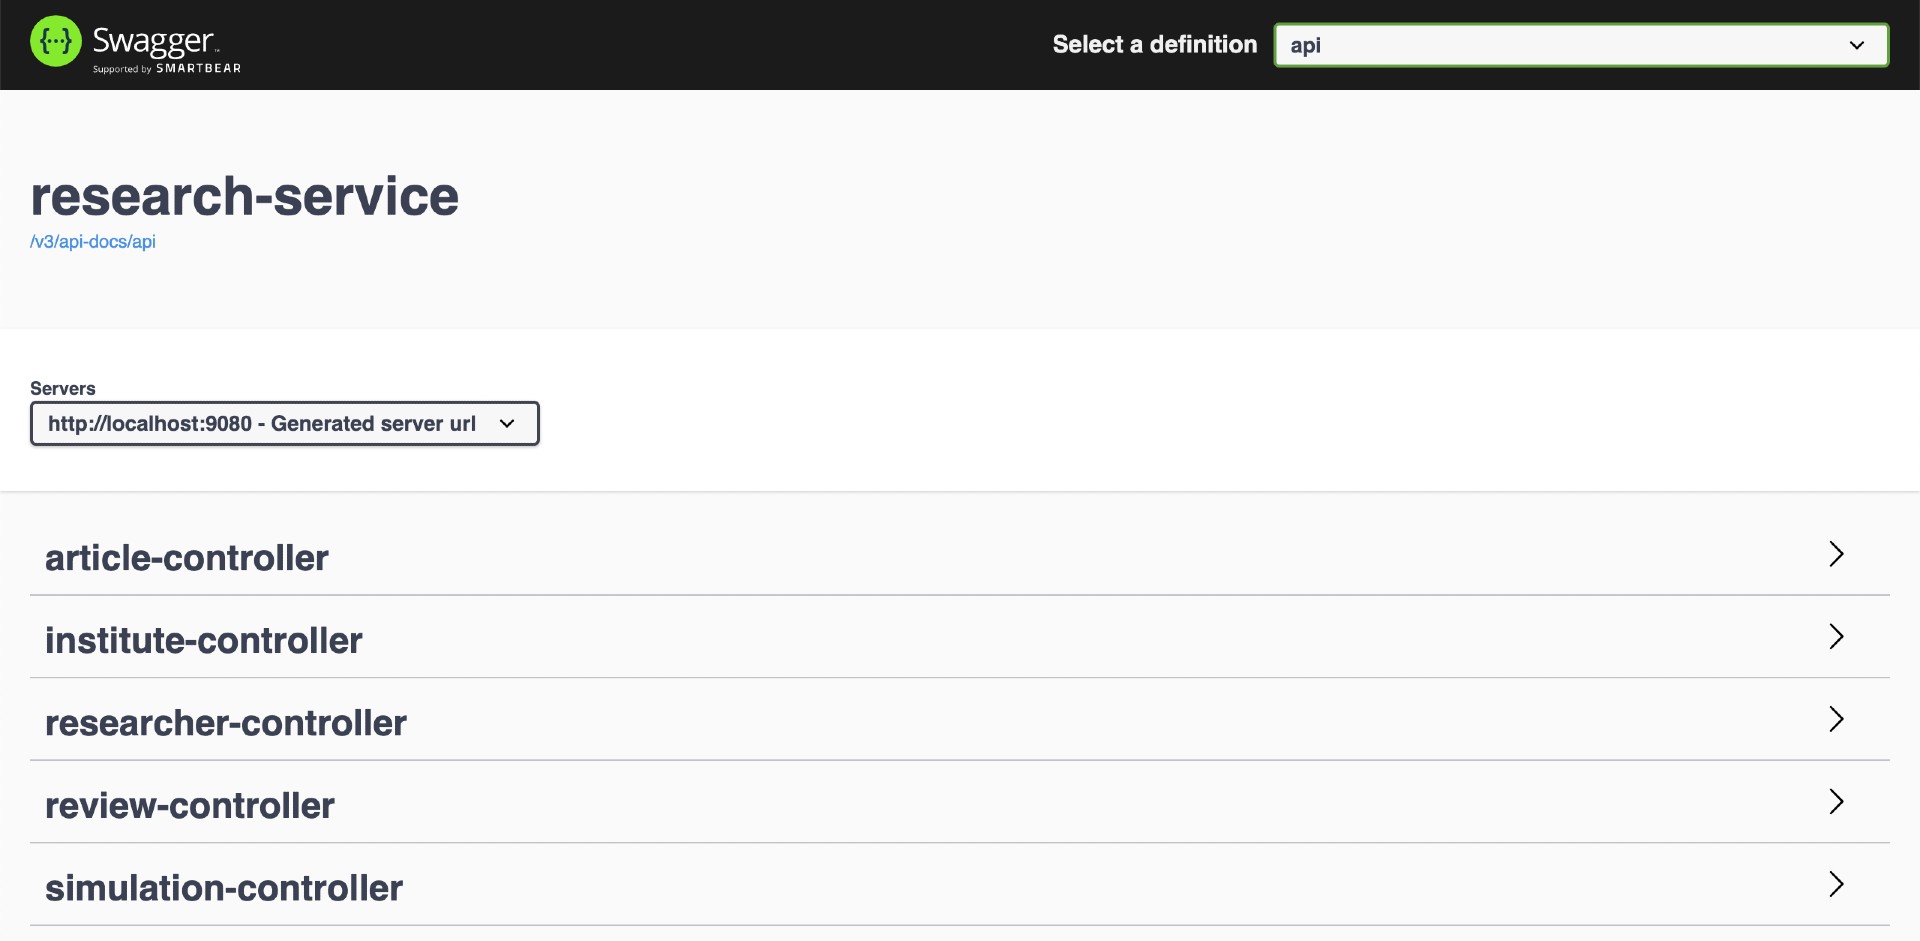 Swagger™
Supported by SMARTBEAR
Select a definition
api
research-service
/v3/api-docs/api
Servers
http://localhost:9080 - Generated server url
article-controller
institute-controller
researcher-controller
review-controller
simulation-controller